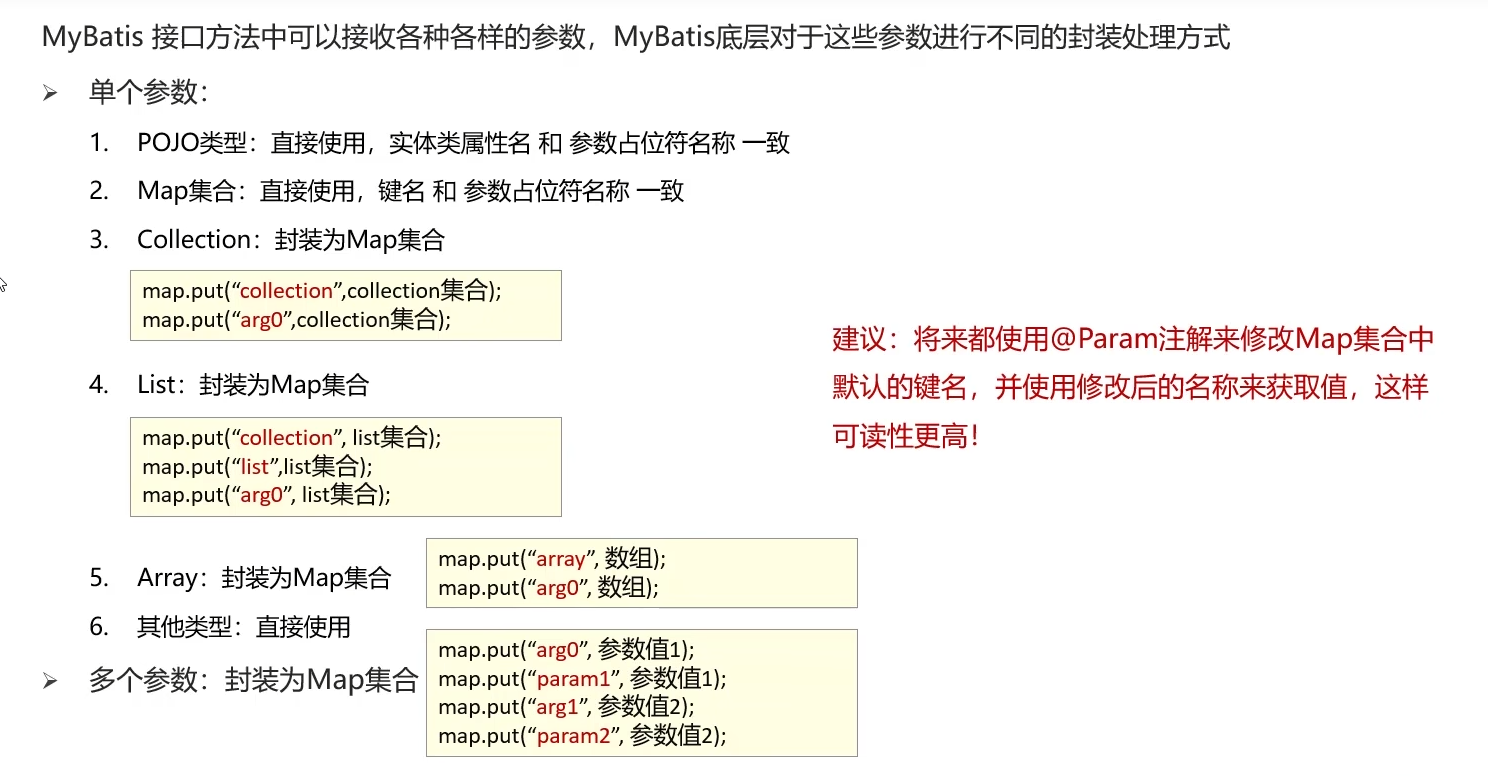 MyBatis 接口方法中可以接收各种各样的参数，MyBatis底层对于这些参数进行不同的封装处理方式
➢ 单个参数：
1. POJO类型：直接使用，实体类属性名 和 参数占位符名称 一致
2. Map集合：直接使用，键名 和 参数占位符名称 一致
3. Collection：封装为Map集合
map.put(“collection”,collection集合);
map.put(“arg0”,collection集合);
4. List：封装为Map集合
map.put(“collection”, list集合);
map.put(“list”,list集合);
map.put(“arg0”, list集合);
5. Array：封装为Map集合
map.put(“array”, 数组);
map.put(“arg0”, 数组);
6. 其他类型：直接使用
➢ 多个参数：封装为Map集合
map.put(“arg0”, 参数值1);
map.put(“param1”, 参数值1);
map.put(“arg1”, 参数值2);
map.put(“param2”, 参数值2);
建议：将来都使用@Param注解来修改Map集合中
默认的键名，并使用修改后的名称来获取值，这样
可读性更高！